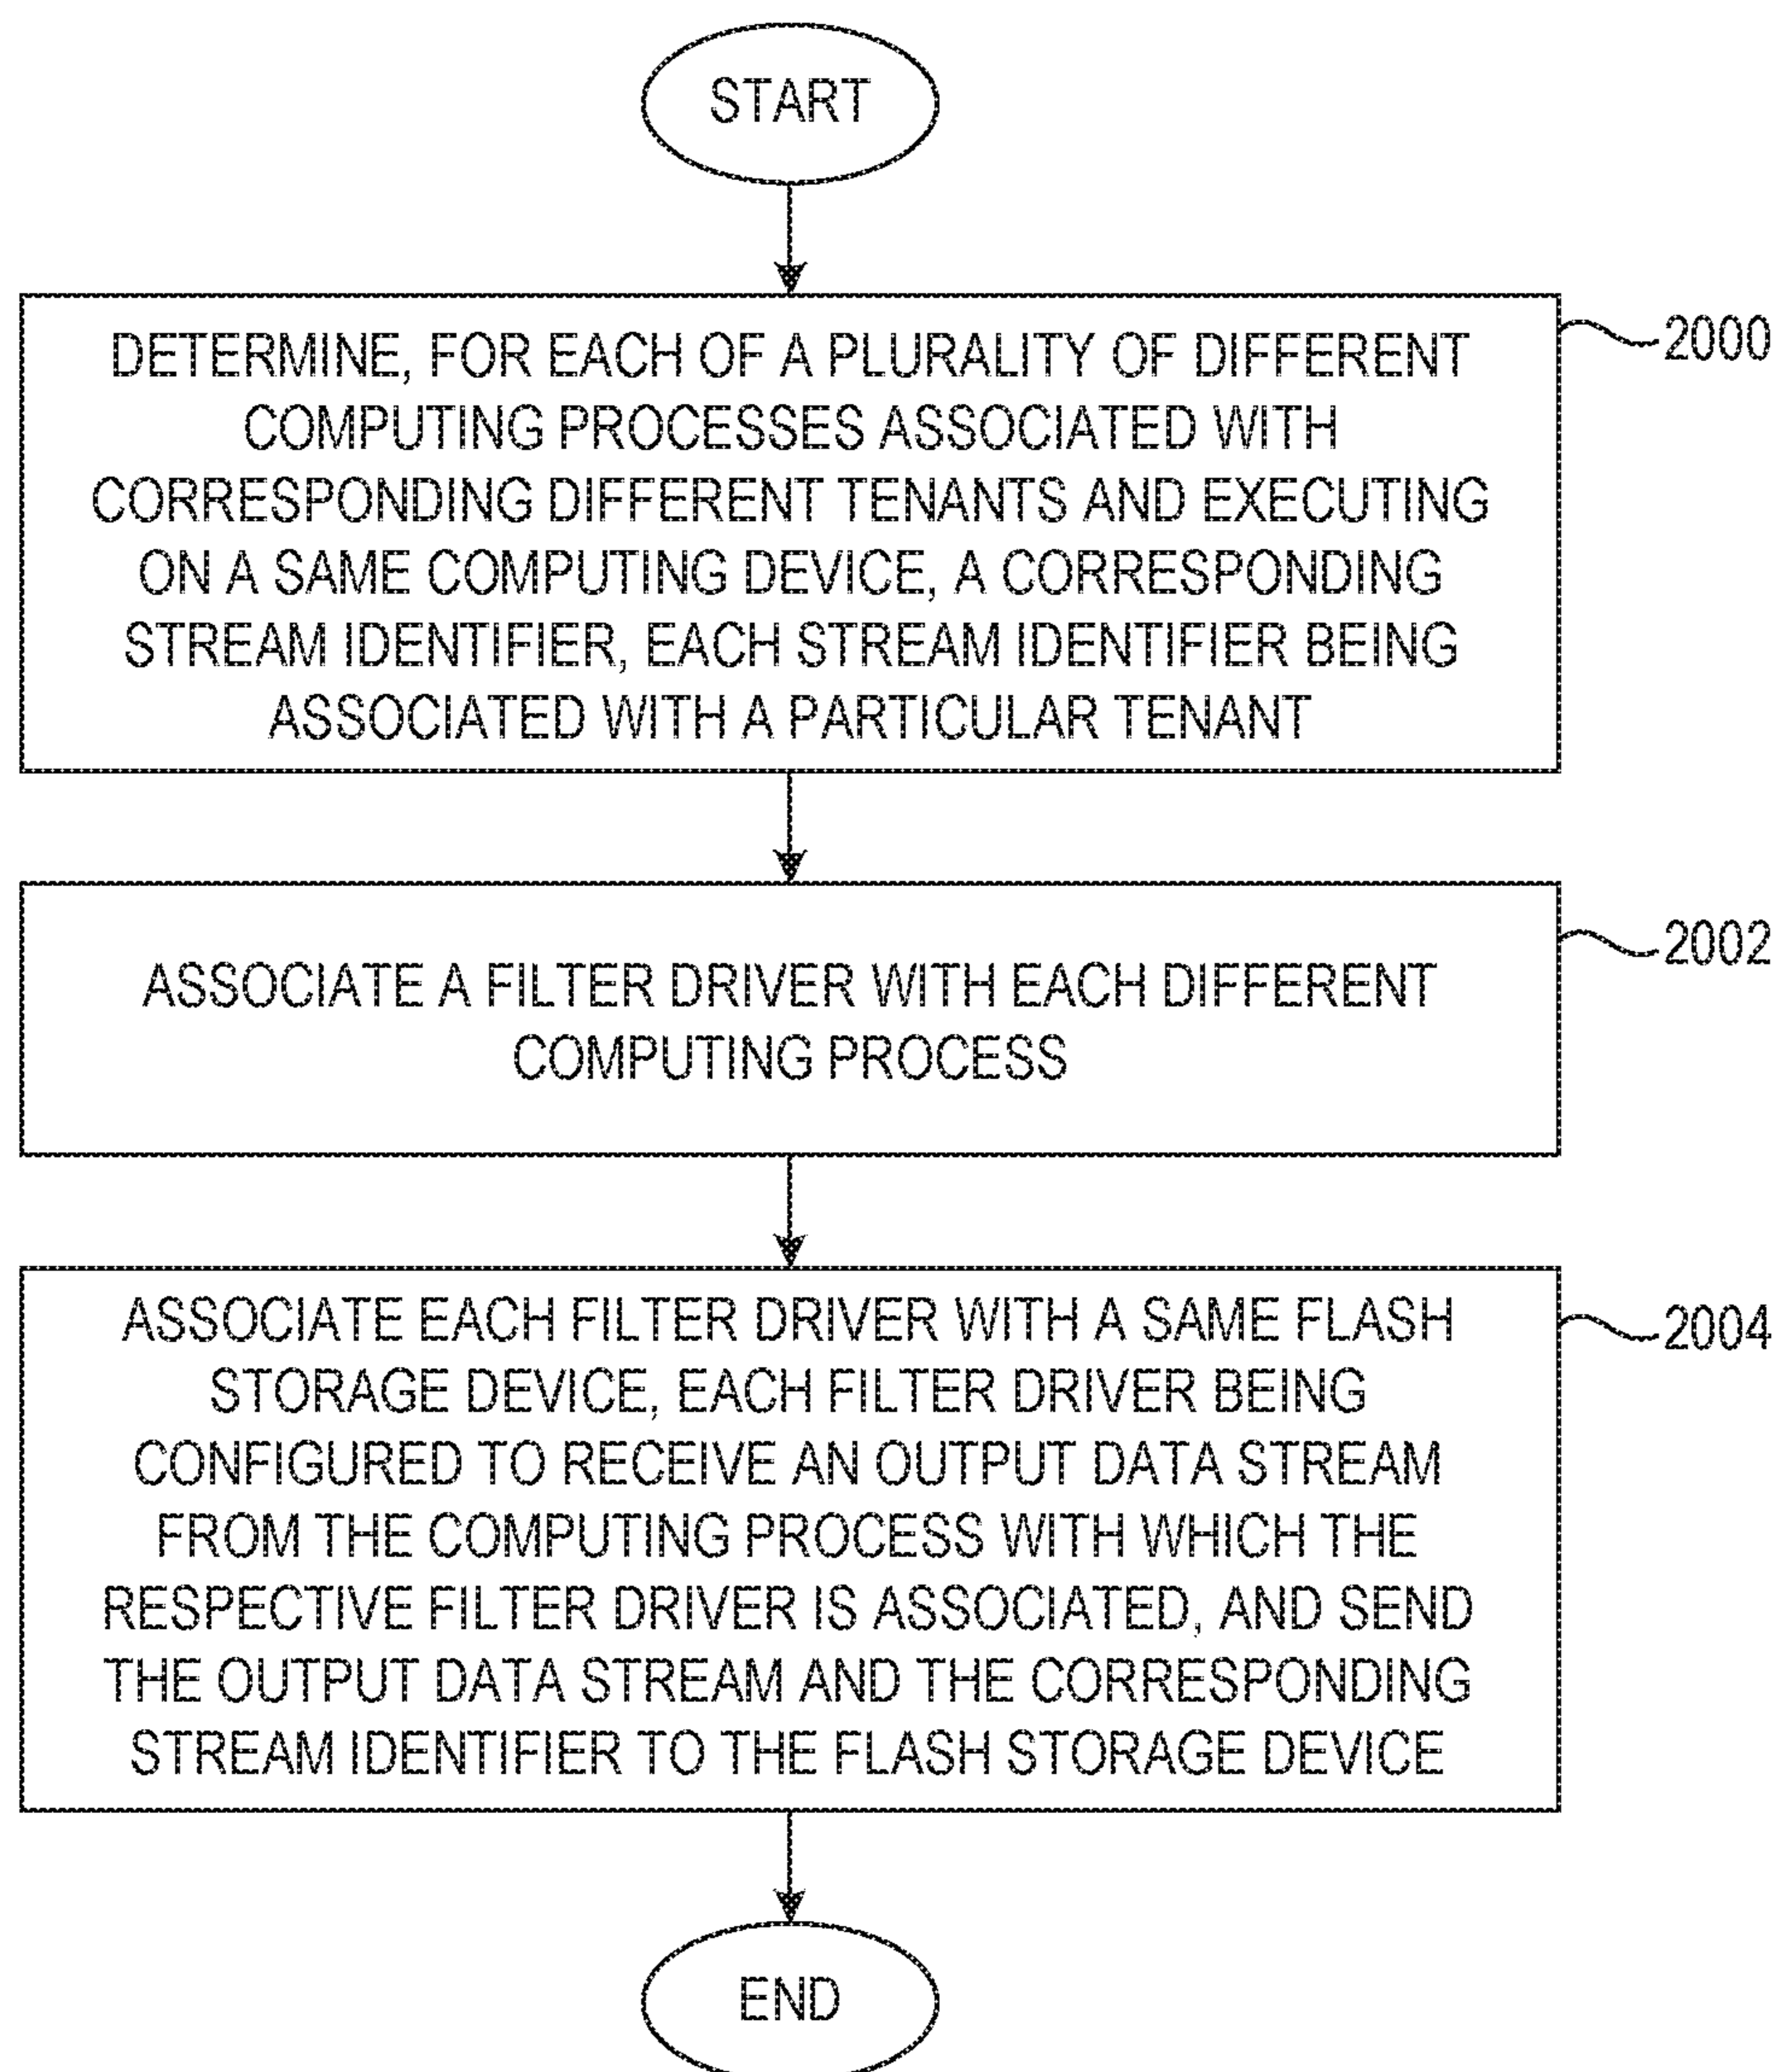 START
DETERMINE, FOR EACH OF A PLURALITY OF DIFFERENT
2000
COMPUTING PROCESSES ASSOCIATED WITH
CORRESPONDING DIFFERENT TENANTS AND EXECUTING
ON A SAME COMPUTING DEVICE, A CORRESPONDING
STREAM IDENTIFIER, EACH STREAM IDENTIFIER BEING
ASSOCIATED WITH A PARTICULAR TENANT
2002
ASSOCIATE A FILTER DRIVER WITH EACH DIFFERENT
COMPUTING PROCESS
ASSOCIATE EACH FILTER DRIVER WITH A SAME FLASH
2004
STORAGE DEVICE, EACH FILTER DRIVER BEING
CONFIGURED TO RECEIVE AN OUTPUT DATA STREAM
FROM THE COMPUTING PROCESS WITH WHICH THE
RESPECTIVE FILTER DRIVER IS ASSOCIATED, AND SEND
THE OUTPUT DATA STREAM AND THE CORRESPONDING
STREAM IDENTIFIER TO THE FLASH STORAGE DEVICE
END